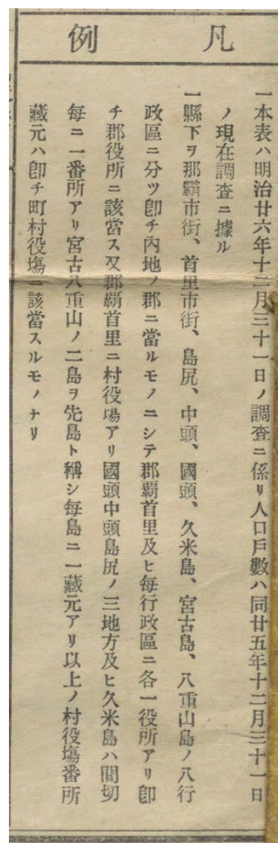 凡例
一本表ハ明治廿六年十二月三十一日ノ調査ニ係リ人口戶數ハ同廿五年十二月三十一日
ノ現在調査ニ據ル
一縣下ヲ那覇市街、首里市街、島尻、中頭、國頭、久米島、宮古島、八重山島ノ八行
政區ニ分ツ卽チ內地ノ郡ニ當ルモノニシテ郡覇首里及ヒ每行政區ニ各一役所アリ卽
チ郡役所ニ該當ス又郡覇首里ニ村役塲アリ國頭中頭島尻ノ三地方及ヒ久米島ハ間切
每ニ一番所アリ宮古八重山ノ二島ヲ先島ト稱シ每島ニ一藏元アリ以上ノ村役塲番所
藏元ハ卽チ町村役塲ニ該當スルモノナリ